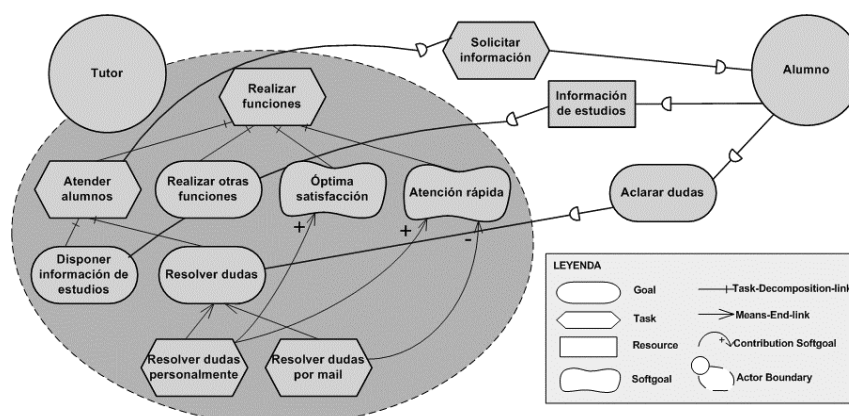 Tutor
Solicitar
información
Alumno
Realizar
funciones
Información
de estudios
Atender
alumnos
Realizar otras
funciones
Óptima
satisfacción
Atención rápida
Aclarar dudas
+
+
-
Disponer
información de
estudios
Resolver dudas
Resolver dudas
personalmente
Resolver dudas
por mail
LEYENDA
Goal
Task
Resource
Softgoal
Task-Decomposition-link
Means-End-link
+
Contribution Softgoal
Actor Boundary